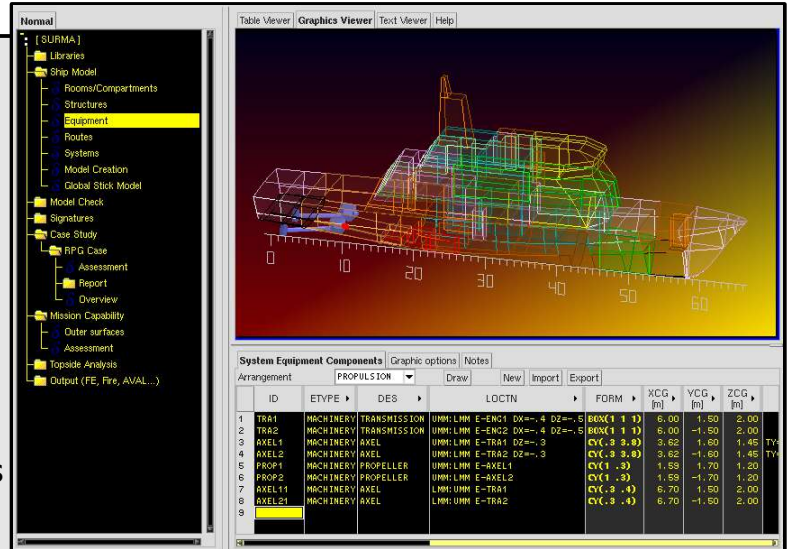 Normal
[ SURMA ]
Libraries
Ship Model
Rooms/Compartments
Structures
Equipment
Routes
Systems
Model Creation
Global Stick Model
Model Check
Signatures
Case Study
RPG Case
Assessment
Report
Overview
Mission Capability
Outer surfaces
Assessment
Topside Analysis
Output (FE, Fire, AVAL...)
s
Table Viewer Graphics Viewer Text Viewer Help
0 10 20 30 40 50 60
System Equipment Components Graphic options Notes
Arrangement PROPULSION Draw New Import Export
ID ETYPE DES LOCTN FORM XCG [m] YCG [m] ZCG [m]
1 TRA1 MACHINERY TRANSMISSION UMM:LMM E-ENG1 DX=-.4 DZ=-.5 BOX(1 1 1) 6.00 1.50 2.00
2 TRA2 MACHINERY TRANSMISSION UMM:LMM E-ENG2 DX=-.4 DZ=-.5 BOX(1 1 1) 6.00 -1.50 2.00
3 AXEL1 MACHINERY AXEL UMM:LMM E-TRA1 DZ=-.3 CY(.3 3.8) 3.62 1.60 1.45 TY=
4 AXEL2 MACHINERY AXEL UMM:LMM E-TRA2 DZ=-.3 CY(.3 3.8) 3.62 -1.60 1.45 TY=
5 PROP1 MACHINERY PROPELLER UMM:LMM E-AXEL1 CY(1 .3) 1.59 1.70 1.20
6 PROP2 MACHINERY PROPELLER UMM:LMM E-AXEL2 CY(1 .3) 1.59 -1.70 1.20
7 AXEL11 MACHINERY AXEL LMM:UMM E-TRA1 CY(.3 .4) 6.70 1.50 2.00
8 AXEL21 MACHINERY AXEL LMM:UMM E-TRA2 CY(.3 .4) 6.70 -1.50 2.00
9